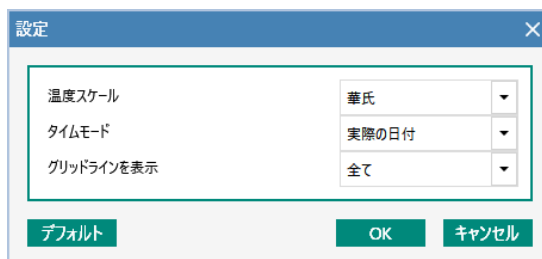 設定
温度スケール 華氏
タイムモード 実際の日付
グリッドラインを表示 全て
デフォルト OK キャンセル